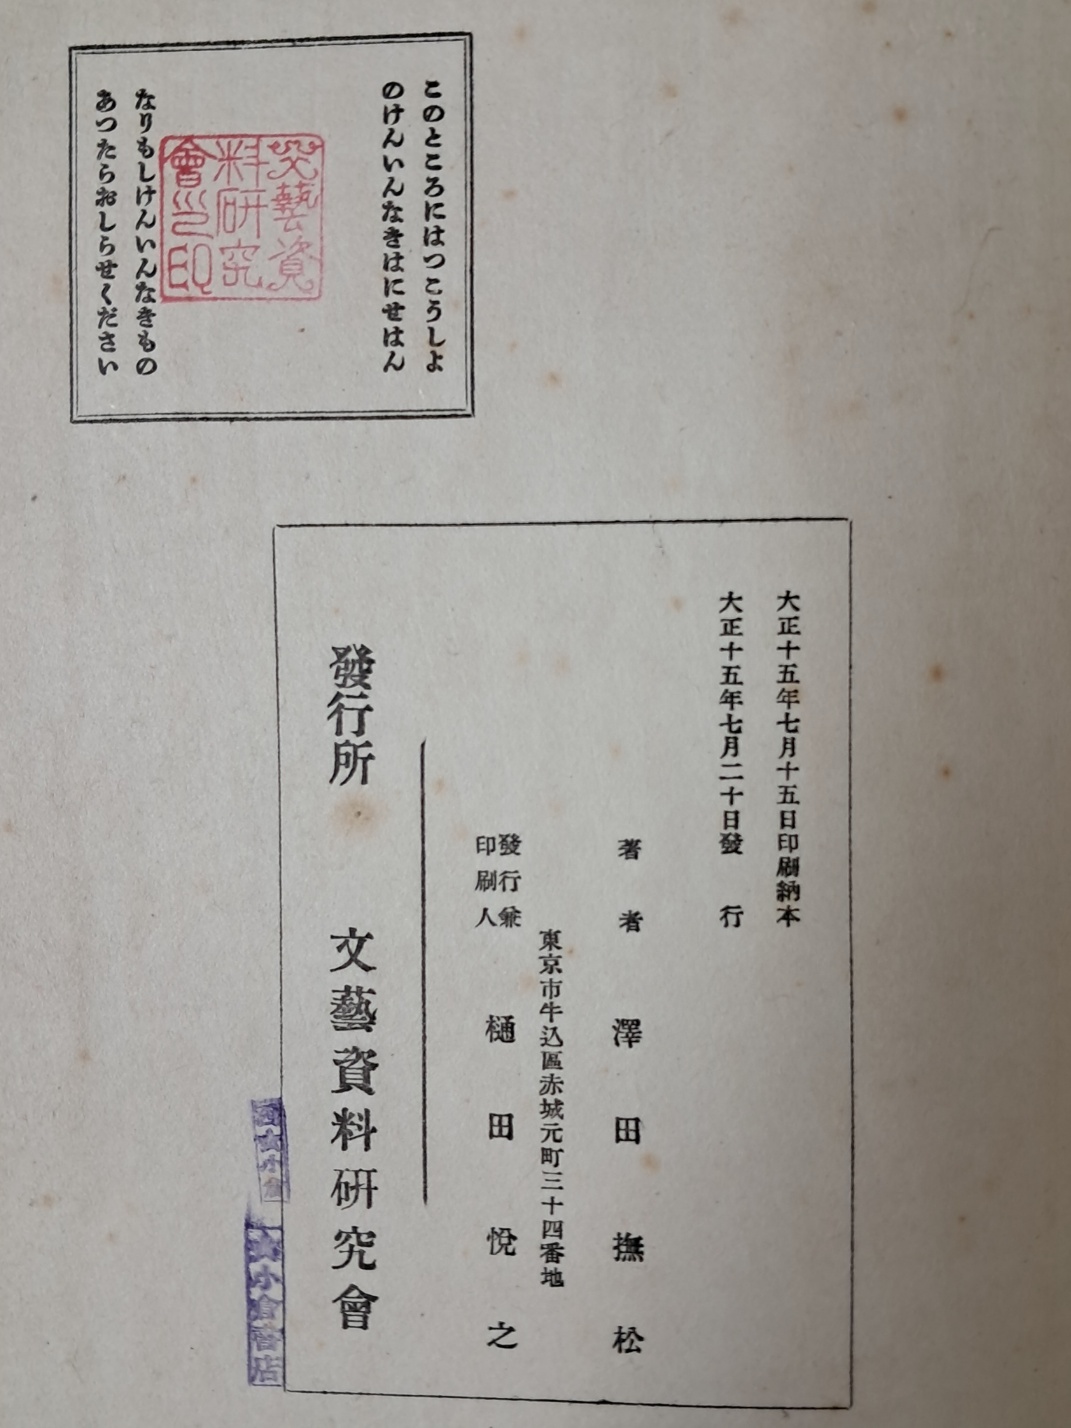 このところにはつこうしよ
のけんいんなきはにせはん
文藝資
料研究
會之印
なりもしけんいんなきもの
あつたらおしらせください
大正十五年七月十五日印刷納本
大正十五年七月二十日發行
著者 澤田撫松
東京市牛込區赤城元町三十四番地
發行兼
印刷人 樋田悅之
發行所 文藝資料研究會
小倉書店